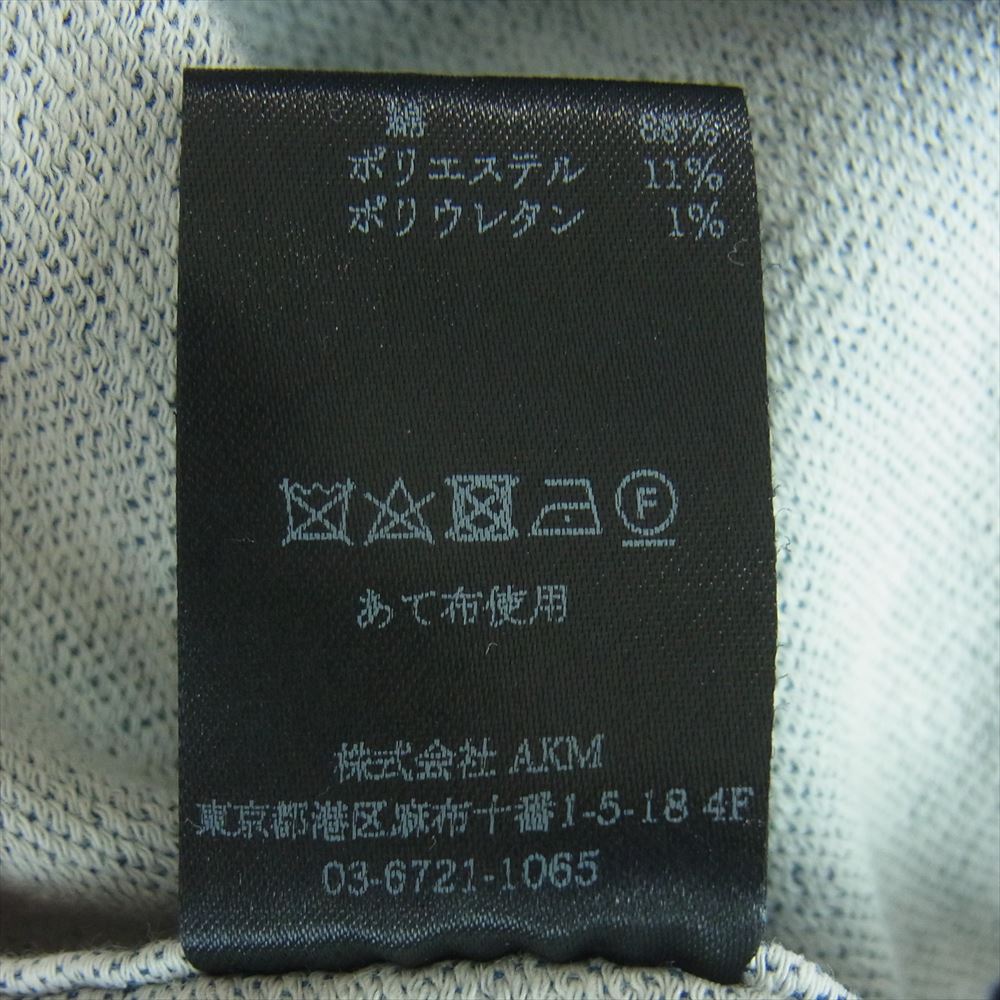 綿 88%
ポリエステル 11%
ポリウレタン 1%
F
あて布使用
株式会社 AKM
東京都港区麻布十番1-5-18 4F
03-6721-1065